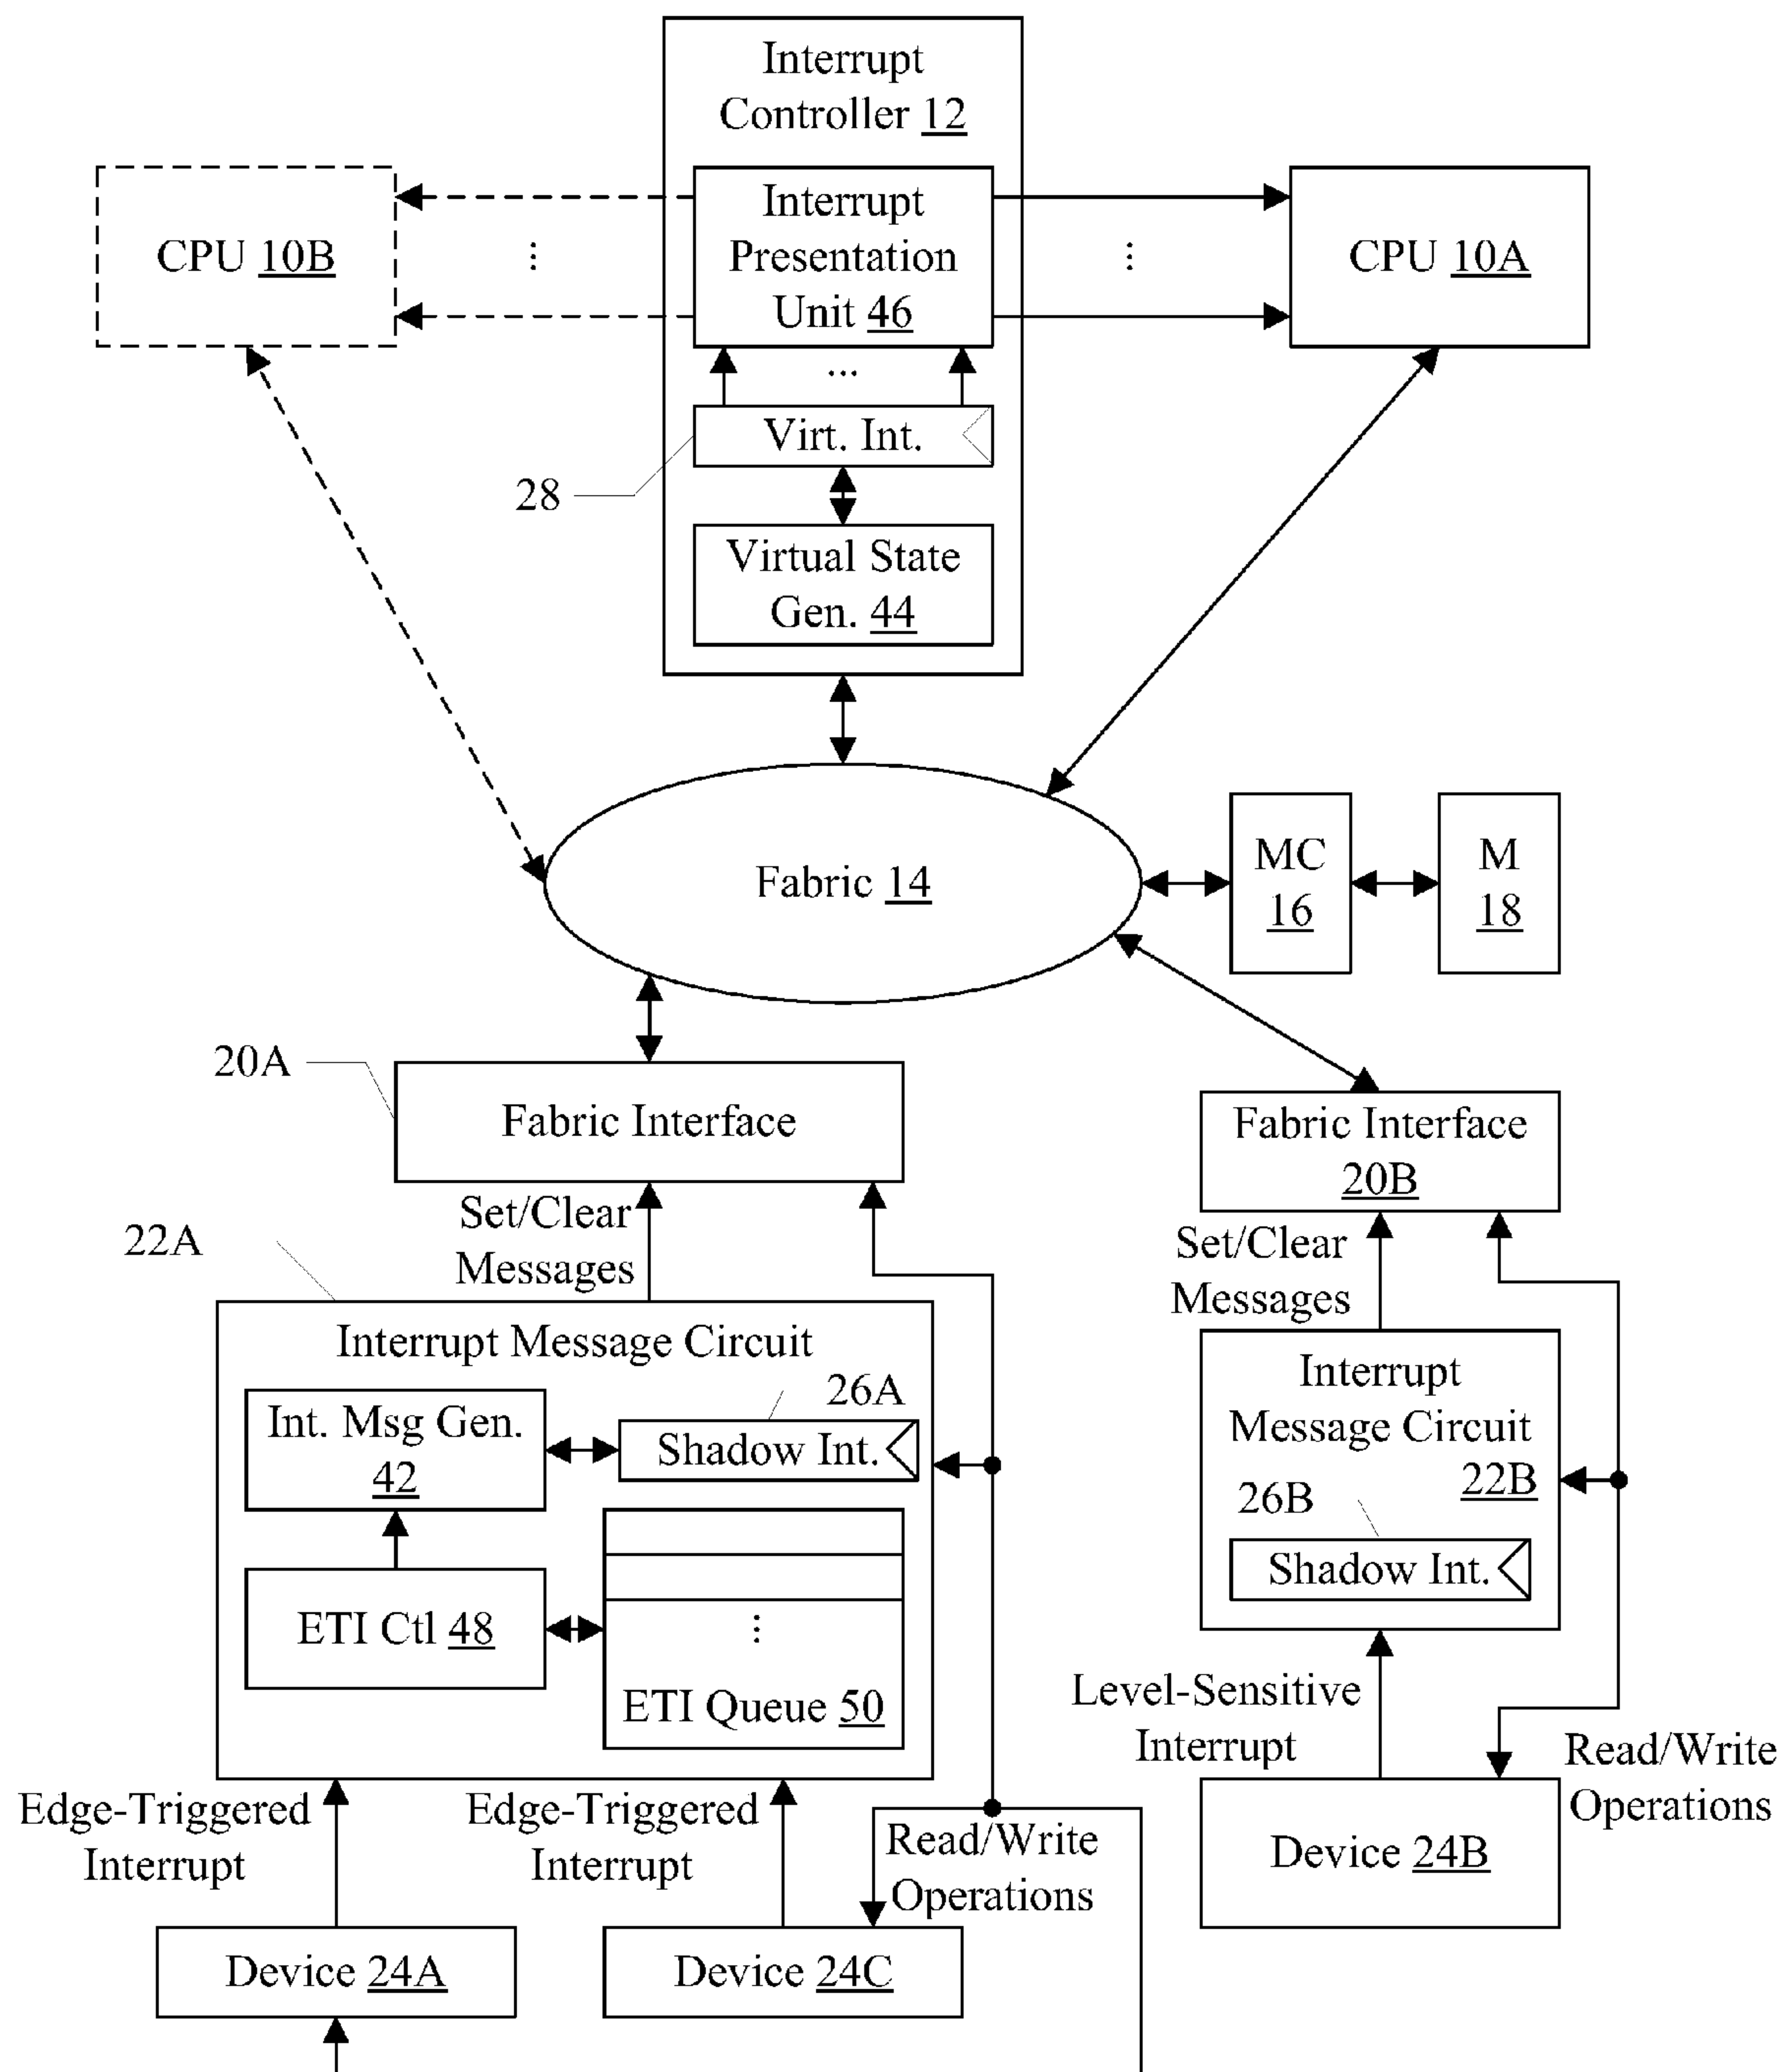 Interrupt
Controller 12
CPU 10B
Interrupt
Presentation
Unit 46
CPU 10A
...
...
...
Virt. Int.
28
Virtual State
Gen. 44
Fabric 14
MC
16
M
18
20A
Fabric Interface
Fabric Interface
20B
Set/Clear
Messages
22A
Set/Clear
Messages
Interrupt Message Circuit
Int. Msg Gen.
42
26A
Shadow Int.
ETI Ctl 48
...
ETI Queue 50
Interrupt
Message Circuit
22B
26B
Shadow Int.
Level-Sensitive
Interrupt
Read/Write
Operations
Device 24B
Edge-Triggered
Interrupt
Edge-Triggered
Interrupt
Read/Write
Operations
Device 24A
Device 24C